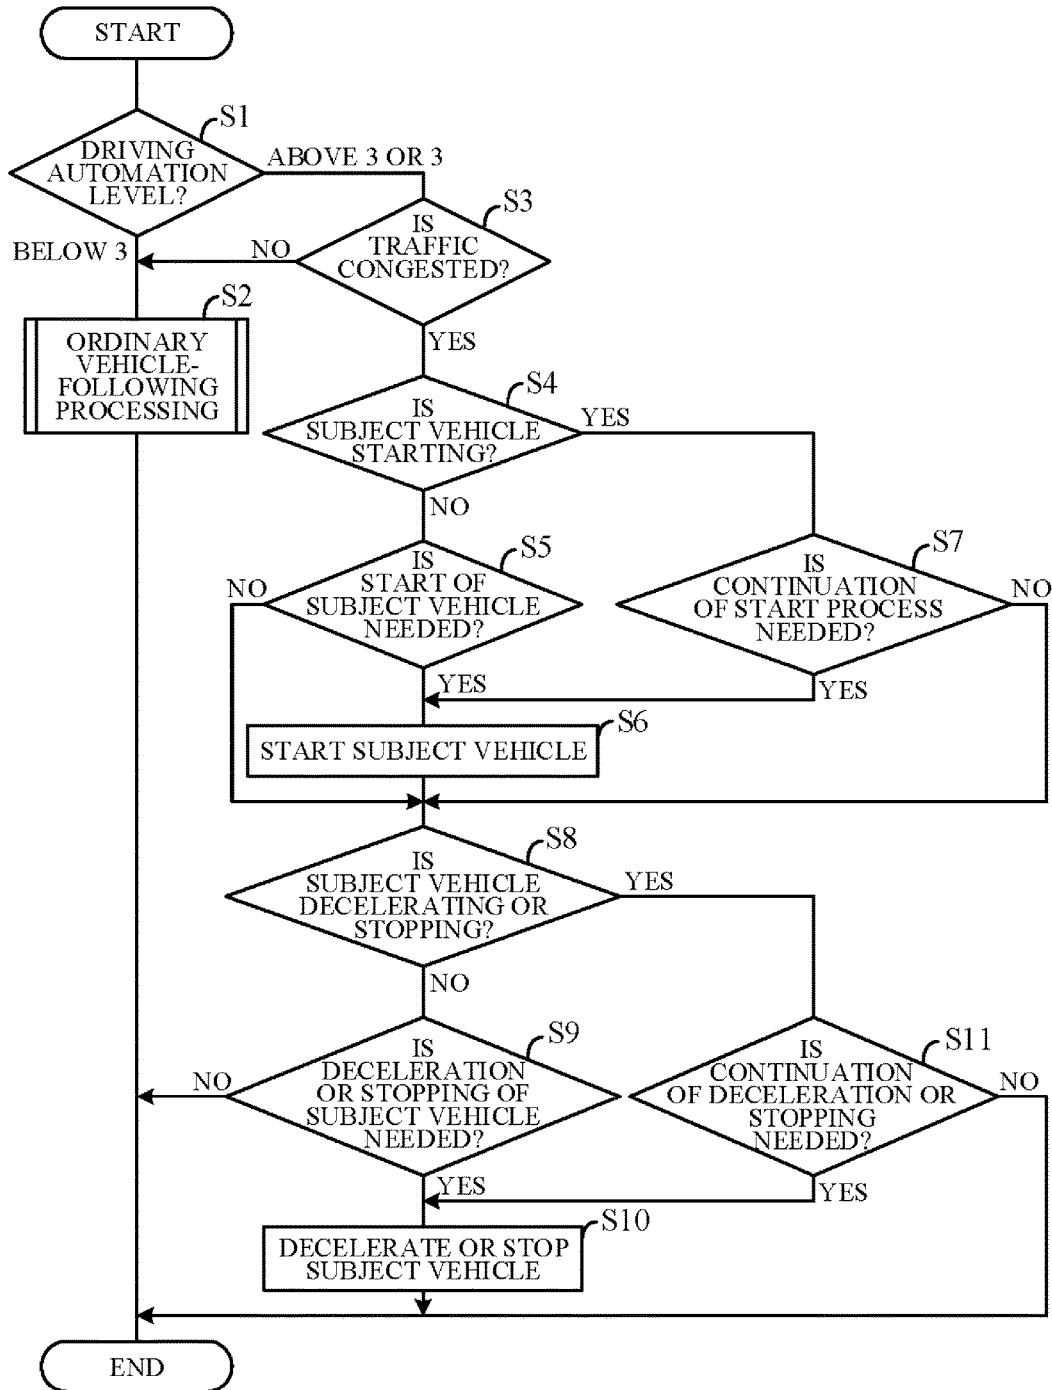 START
S1
DRIVING
AUTOMATION
LEVEL?
ABOVE 3 OR 3
BELOW 3
S3
IS
TRAFFIC
CONGESTED?
NO
YES
S2
ORDINARY
VEHICLE-
FOLLOWING
PROCESSING
S4
IS
SUBJECT VEHICLE
STARTING?
YES
NO
S5
IS
START OF
SUBJECT VEHICLE
NEEDED?
NO
YES
S7
IS
CONTINUATION
OF START PROCESS
NEEDED?
NO
YES
S6
START SUBJECT VEHICLE
S8
IS
SUBJECT VEHICLE
DECELERATING OR
STOPPING?
YES
NO
S9
IS
DECELERATION
OR STOPPING OF
SUBJECT VEHICLE
NEEDED?
NO
YES
S11
IS
CONTINUATION
OF DECELERATION OR
STOPPING
NEEDED?
NO
YES
S10
DECELERATE OR STOP
SUBJECT VEHICLE
END